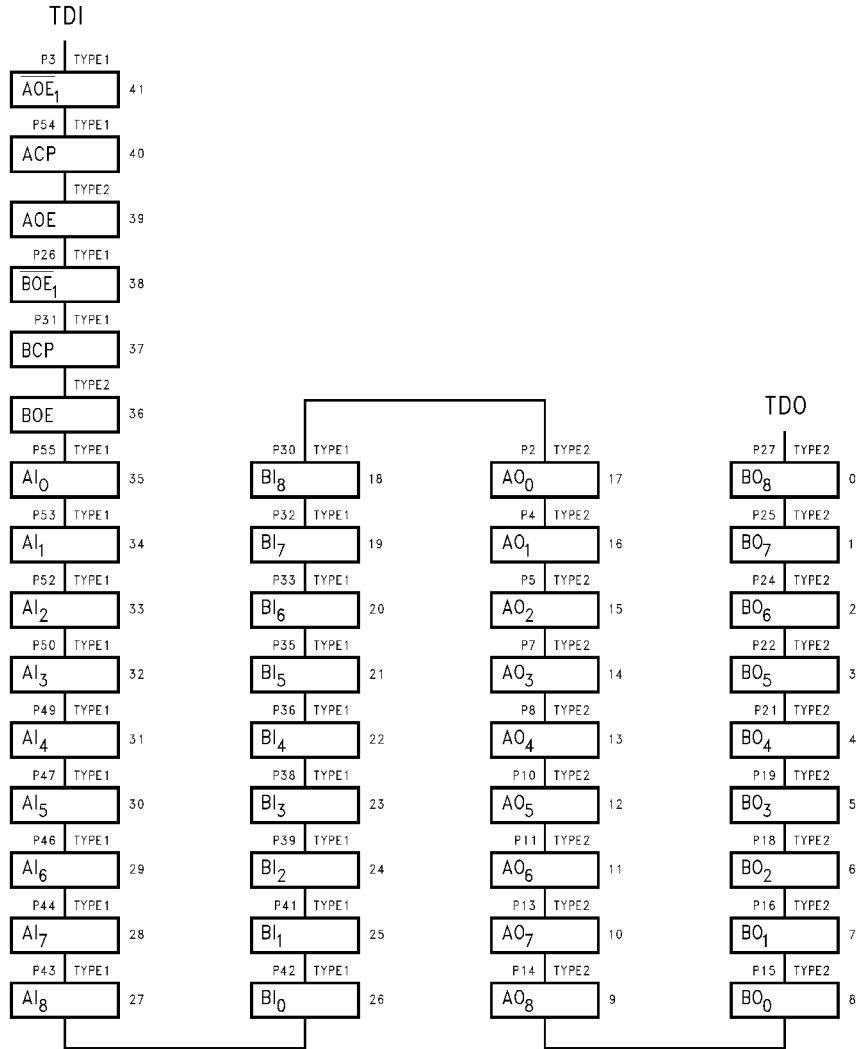 TDI
P3 TYPE1
AOE1 41
P54 TYPE1
ACP 40
TYPE2
AOE 39
P26 TYPE1
BOE1 38
P31 TYPE1
BCP 37
TYPE2
BOE 36
P55 TYPE1
AI0 35
P53 TYPE1
AI1 34
P52 TYPE1
AI2 33
P50 TYPE1
AI3 32
P49 TYPE1
AI4 31
P47 TYPE1
AI5 30
P46 TYPE1
AI6 29
P44 TYPE1
AI7 28
P43 TYPE1
AI8 27
P30 TYPE1
BI8 18
P32 TYPE1
BI7 19
P33 TYPE1
BI6 20
P35 TYPE1
BI5 21
P36 TYPE1
BI4 22
P38 TYPE1
BI3 23
P39 TYPE1
BI2 24
P41 TYPE1
BI1 25
P42 TYPE1
BI0 26
P2 TYPE2
AO0 17
P4 TYPE2
AO1 16
P5 TYPE2
AO2 15
P7 TYPE2
AO3 14
P8 TYPE2
AO4 13
P10 TYPE2
AO5 12
P11 TYPE2
AO6 11
P13 TYPE2
AO7 10
P14 TYPE2
AO8 9
TDO
P27 TYPE2
BO8 0
P25 TYPE2
BO7 1
P24 TYPE2
BO6 2
P22 TYPE2
BO5 3
P21 TYPE2
BO4 4
P19 TYPE2
BO3 5
P18 TYPE2
BO2 6
P16 TYPE2
BO1 7
P15 TYPE2
BO0 8